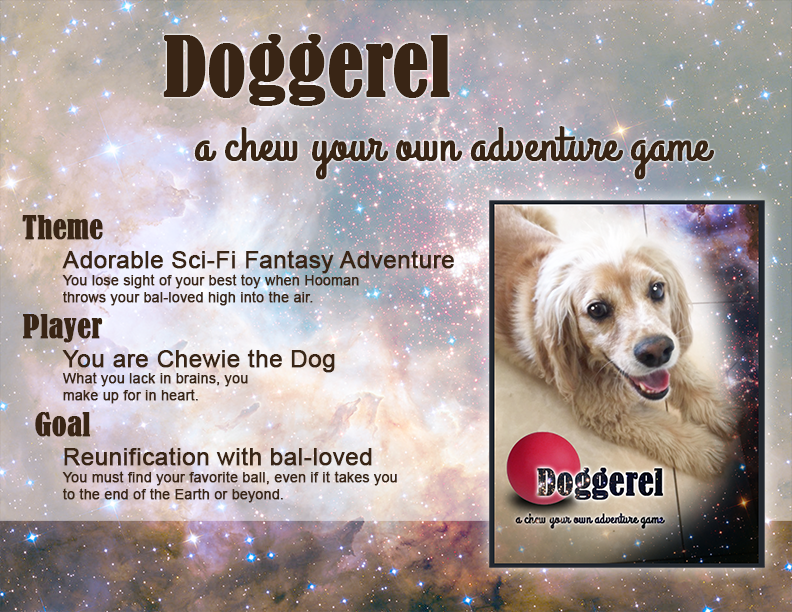 Doggerel
a chew your own adventure game
Theme
Adorable Sci-Fi Fantasy Adventure
You lose sight of your best toy when Hooman
throws your bal-loved high into the air.
Player
You are Chewie the Dog
What you lack in brains, you
make up for in heart.
Goal
Reunification with bal-loved
You must find your favorite ball, even if it takes you
to the end of the Earth or beyond.
Doggerel
a chew your own adventure game